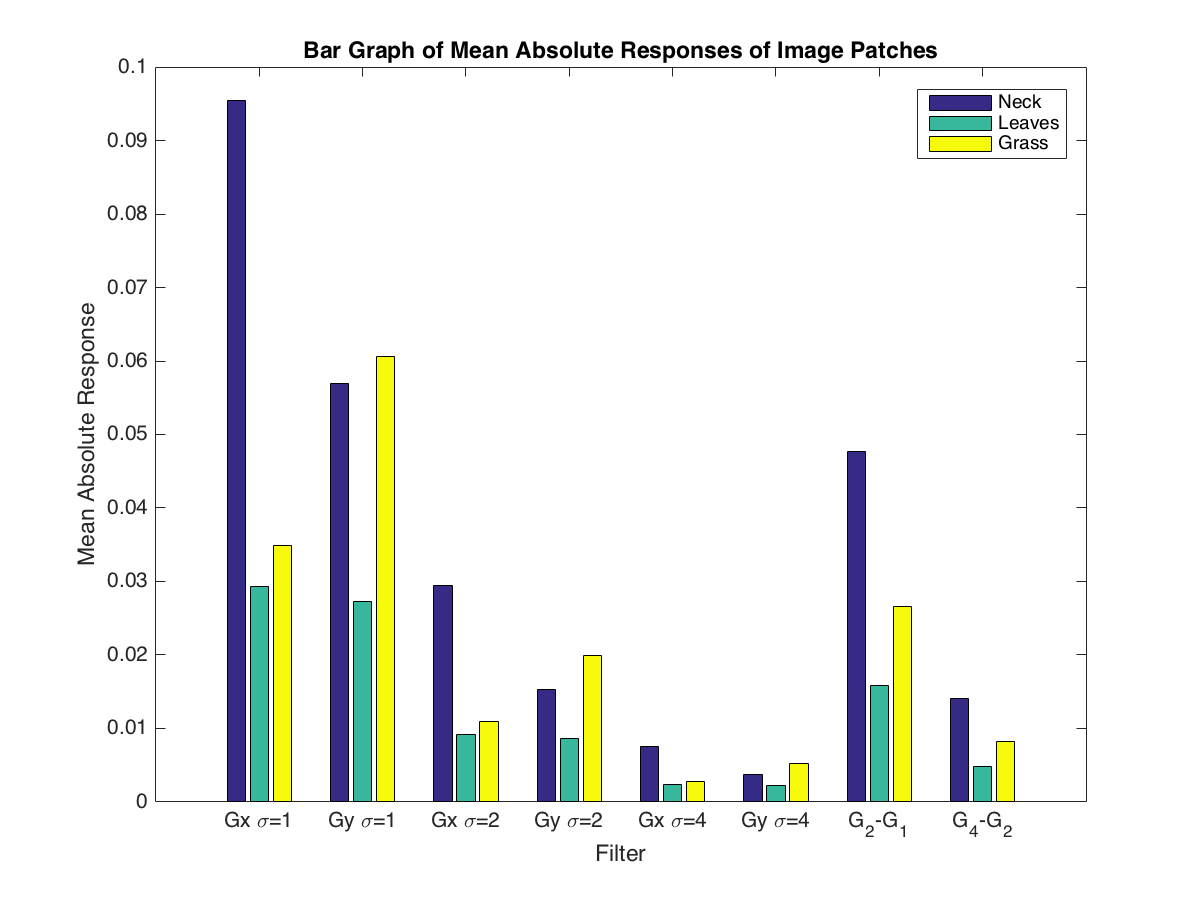 Bar Graph of Mean Absolute Responses of Image Patches
Neck
Leaves
Grass
Mean Absolute Response
0.1
0.09
0.08
0.07
0.06
0.05
0.04
0.03
0.02
0.01
0
Gx σ=1 Gy σ=1 Gx σ=2 Gy σ=2 Gx σ=4 Gy σ=4 G₂-G₁ G₄-G₂
Filter